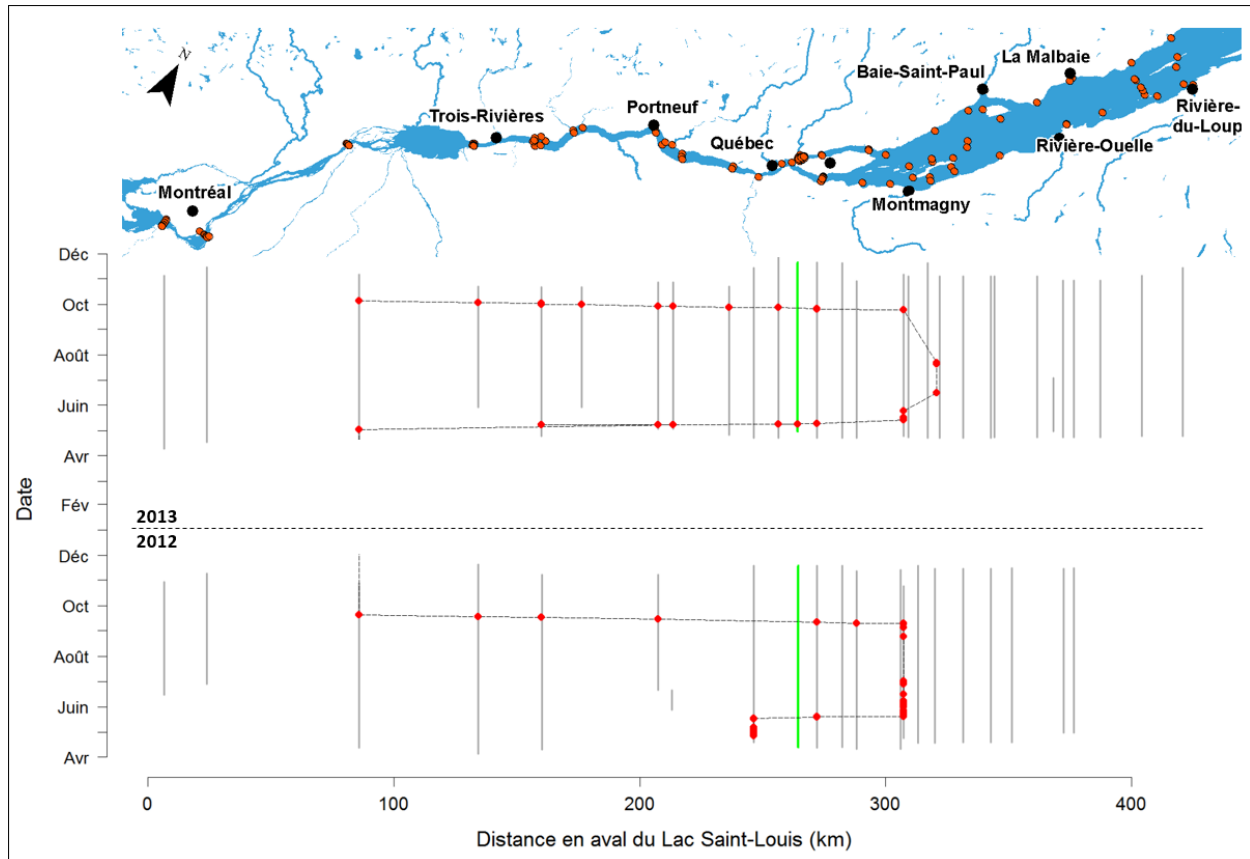 N
La Malbaie
Baie-Saint-Paul
Portneuf
Trois-Rivières
Rivière-
du-Loup
Québec
Rivière-Ouelle
Montréal
Montmagny
Déc
Oct
Août
Juin
Avr
Fév
Date
2013
2012
Déc
Oct
Août
Juin
Avr
0
100
200
300
400
Distance en aval du Lac Saint-Louis (km)